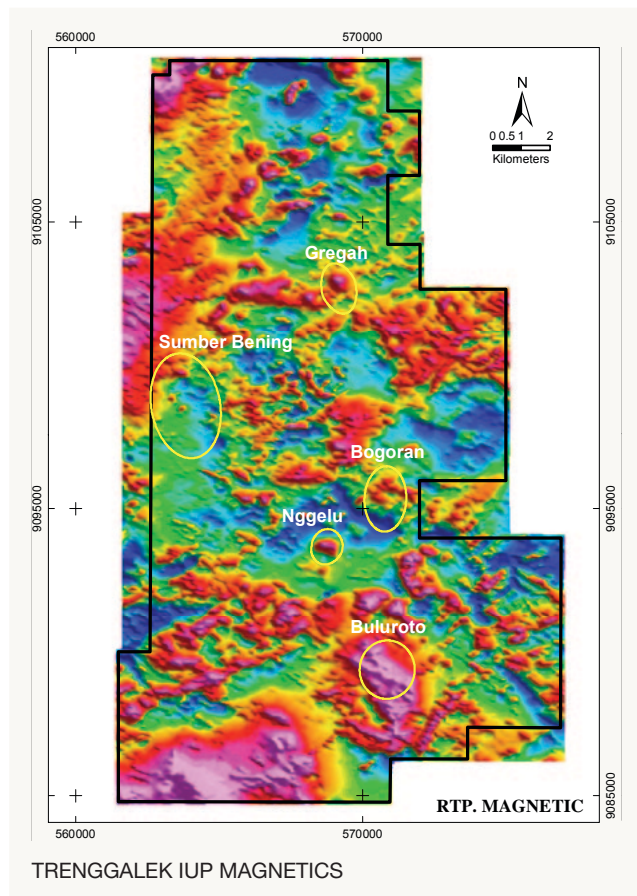 560000
570000
N
0 0.5 1 2
Kilometers
9105000
9105000
Gregah
Sumber Bening
Bogoran
9095000
9095000
Nggelu
Buluroto
RTP. MAGNETIC
9085000
560000
570000
TRENGGALEK IUP MAGNETICS